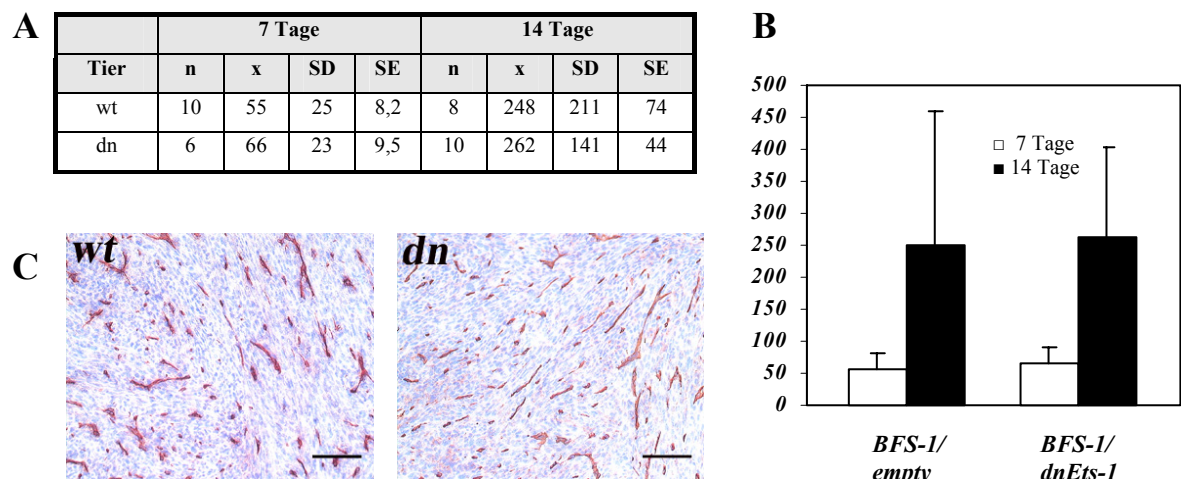 A
7 Tage 14 Tage
Tier n x SD SE n x SD SE
wt 10 55 25 8,2 8 248 211 74
dn 6 66 23 9,5 10 262 141 44
B
500
450
400
350
300
250
200
150
100
50
0
7 Tage
14 Tage
BFS-1/
empty
BFS-1/
dnEts-1
C
wt
dn